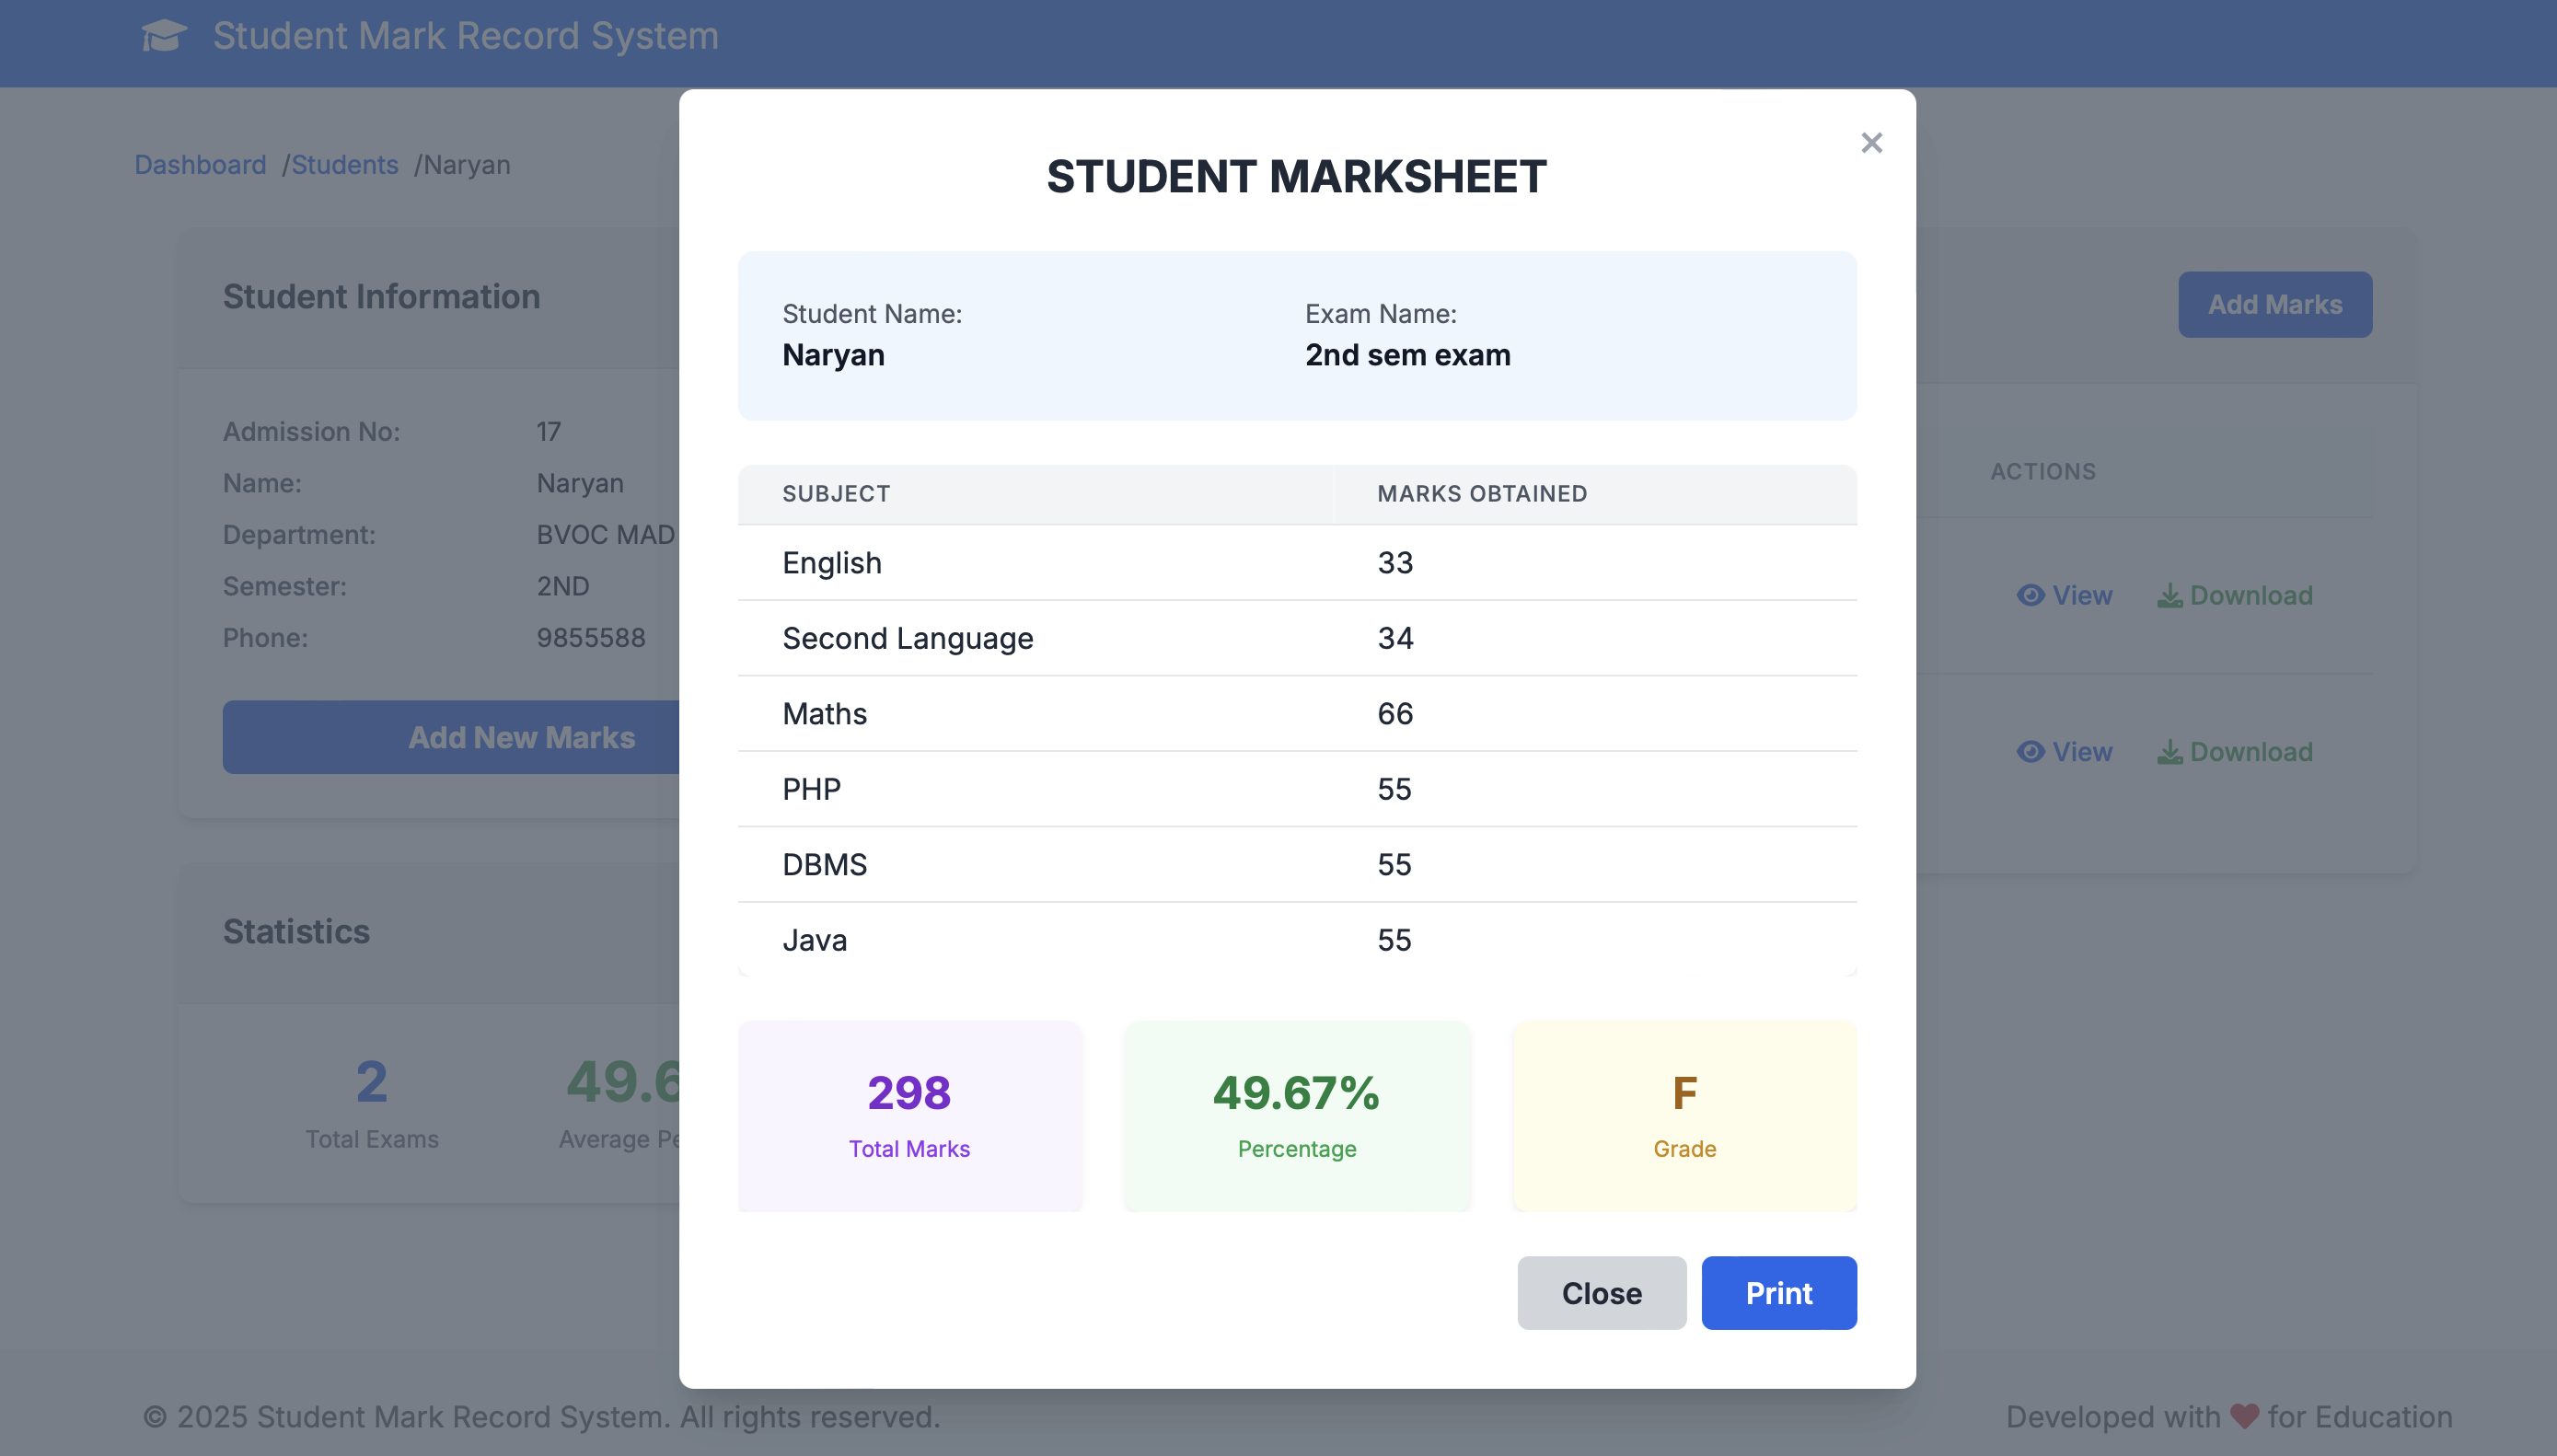 Student Mark Record System
Dashboard /Students /Naryan
Student Information
Admission No: 17
Name: Naryan
Department: BVOC MAD
Semester: 2ND
Phone: 9855588
Add New Marks
Statistics
2
Total Exams
49.6
Average Pe
STUDENT MARKSHEET
Student Name:
Naryan
Exam Name:
2nd sem exam
SUBJECT MARKS OBTAINED
English 33
Second Language 34
Maths 66
PHP 55
DBMS 55
Java 55
298
Total Marks
49.67%
Percentage
F
Grade
Close Print
Add Marks
ACTIONS
View Download
View Download
© 2025 Student Mark Record System. All rights reserved.
Developed with ❤ for Education